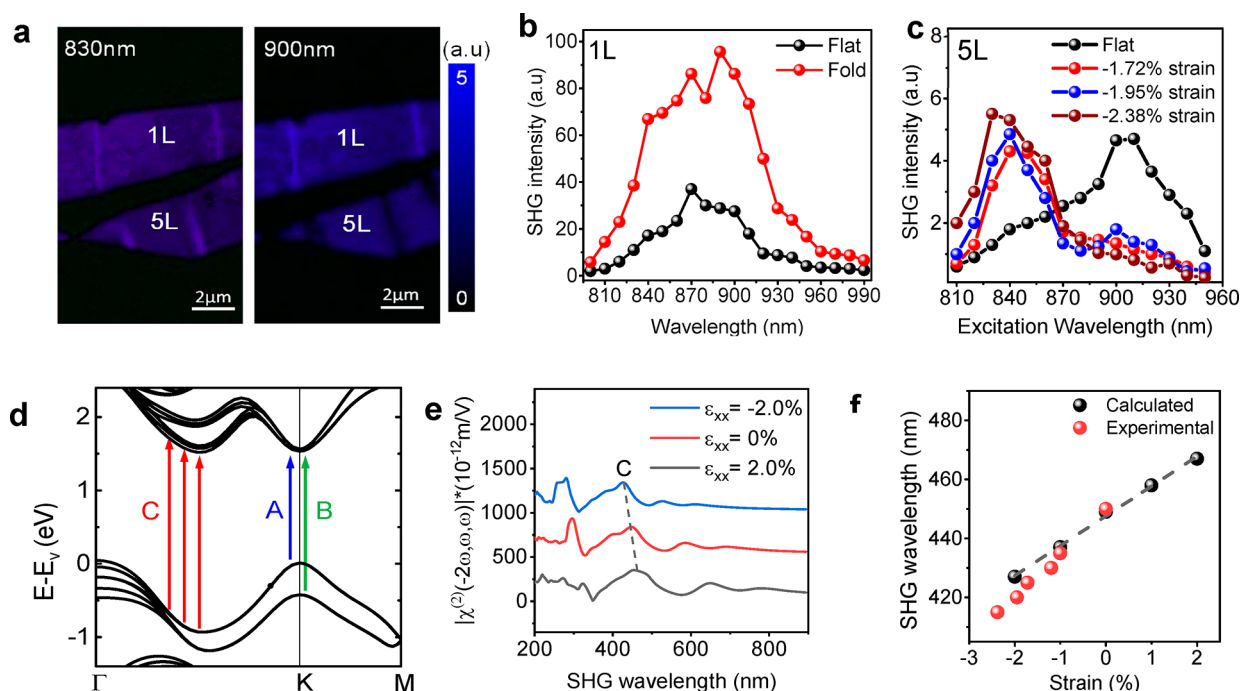 a
830nm
1L
5L
2μm
900nm
1L
5L
2μm
(a.u)
5
0
b
1L
Flat
Fold
SHG intensity (a.u)
100
80
60
40
20
0
810 840 870 900 930 960 990
Wavelength (nm)
c
5L
Flat
-1.72% strain
-1.95% strain
-2.38% strain
SHG intensity (a.u)
8
6
4
2
810 840 870 900 930 960
Excitation Wavelength (nm)
d
E-Eᵥ (eV)
2
1
0
-1
C
A
B
Γ K M
e
|χ⁽²⁾(-2ω,ω,ω)|*(10⁻¹²m/V)
2000
1500
1000
500
0
εₓₓ= -2.0%
εₓₓ= 0%
εₓₓ= 2.0%
C
200 400 600 800
SHG wavelength (nm)
f
Calculated
Experimental
SHG wavelength (nm)
480
460
440
420
-3 -2 -1 0 1 2
Strain (%)